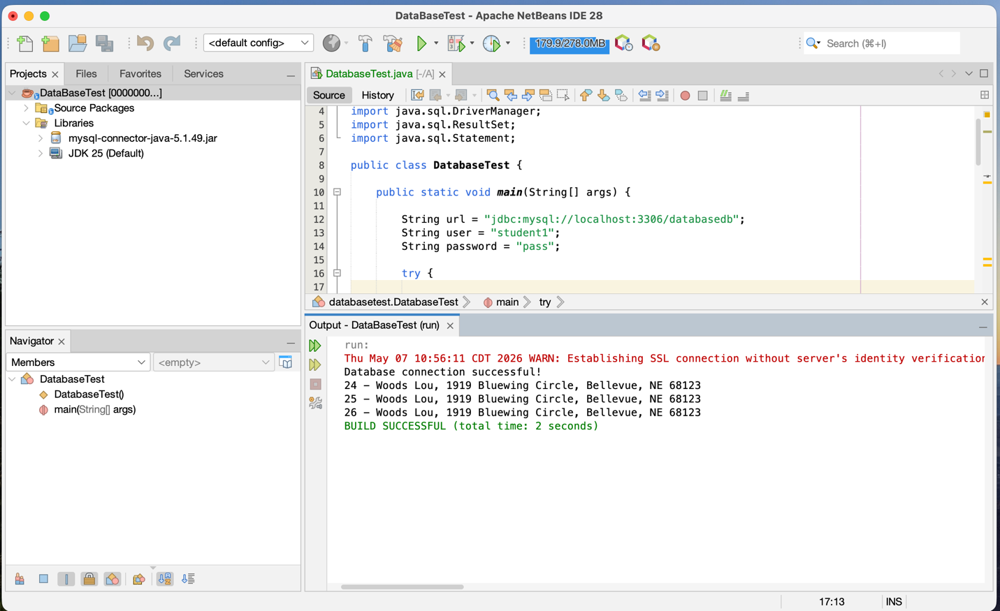 DataBaseTest - Apache NetBeans IDE 28
<default config>
179.9/278.0MB
Search (⌘+I)
Projects
Files
Favorites
Services
DataBaseTest [0000000...]
Source Packages
Libraries
mysql-connector-java-5.1.49.jar
JDK 25 (Default)
DatabaseTest.java [-/A]
Source
History
4 import java.sql.DriverManager;
5 import java.sql.ResultSet;
6 import java.sql.Statement;
7
8 public class DatabaseTest {
9
10 public static void main(String[] args) {
11
12 String url = "jdbc:mysql://localhost:3306/databasedb";
13 String user = "student1";
14 String password = "pass";
15
16 try {
17
databasetest.DatabaseTest
main
try
Navigator
Members
<empty>
DatabaseTest
DatabaseTest()
main(String[] args)
Output - DataBaseTest (run)
run:
Thu May 07 10:56:11 CDT 2026 WARN: Establishing SSL connection without server's identity verification
Database connection successful!
24 – Woods Lou, 1919 Bluewing Circle, Bellevue, NE 68123
25 – Woods Lou, 1919 Bluewing Circle, Bellevue, NE 68123
26 – Woods Lou, 1919 Bluewing Circle, Bellevue, NE 68123
BUILD SUCCESSFUL (total time: 2 seconds)
17:13
INS